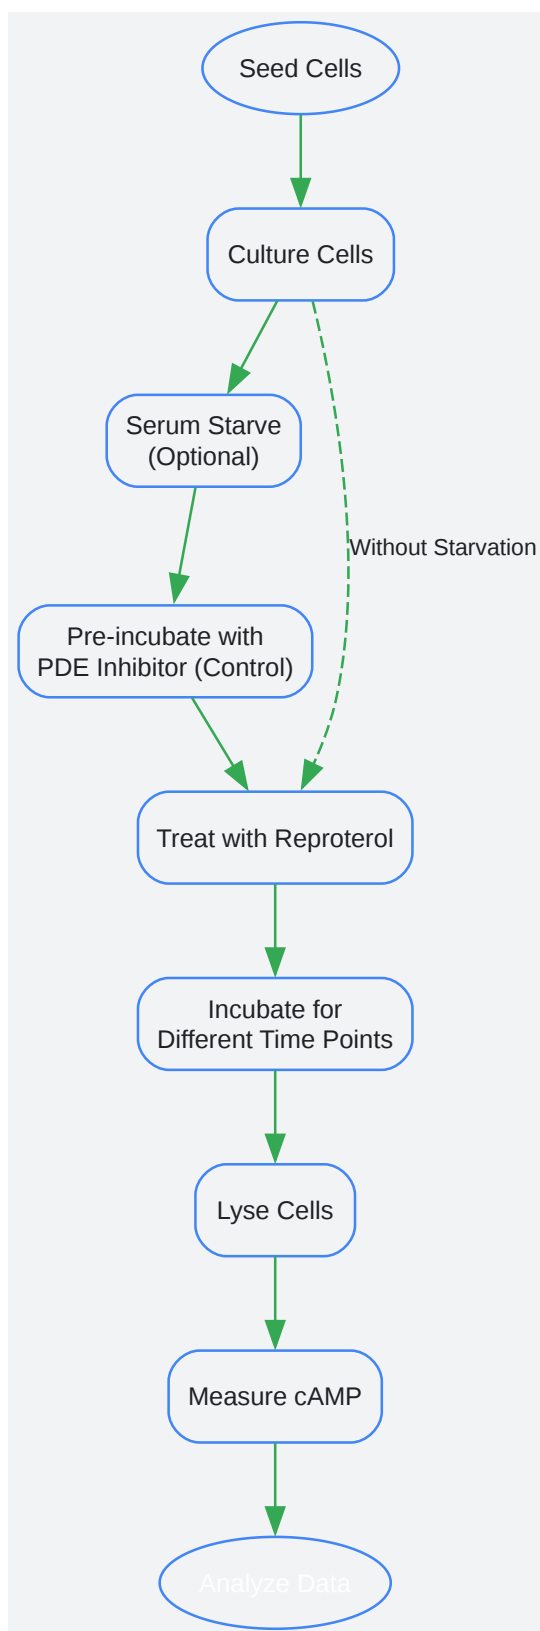 Seed Cells
Culture Cells
Serum Starve
(Optional)
Without Starvation
Pre-incubate with
PDE Inhibitor (Control)
Treat with Reproterol
Incubate for
Different Time Points
Lyse Cells
Measure cAMP
Analyze Data